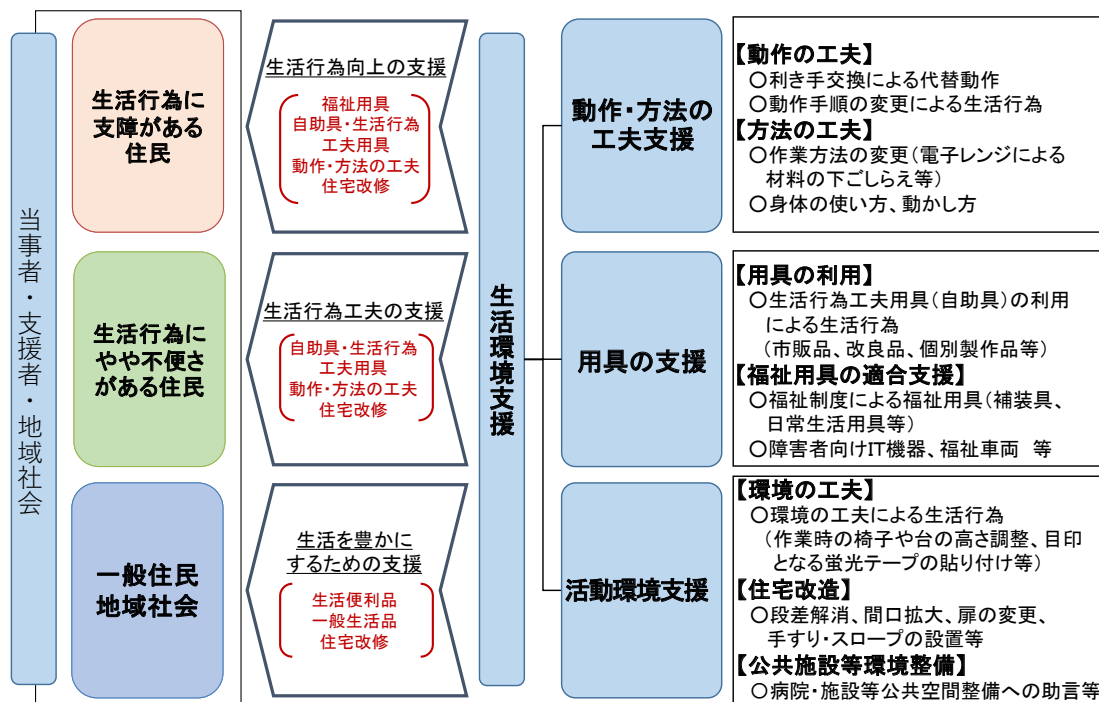 当事者・支援者・地域社会
生活行為に
支障がある
住民
生活行為に
やや不便さ
がある住民
一般住民
地域社会
生活行為向上の支援
福祉用具
自助具・生活行為
工夫用具
動作・方法の工夫
住宅改修
生活行為工夫の支援
自助具・生活行為
工夫用具
動作・方法の工夫
住宅改修
生活を豊かに
するための支援
生活便利品
一般生活品
住宅改修
生活環境支援
動作・方法の
工夫支援
用具の支援
活動環境支援
【動作の工夫】
〇利き手交換による代替動作
〇動作手順の変更による生活行為
【方法の工夫】
〇作業方法の変更(電子レンジによる
材料の下ごしらえ等)
〇身体の使い方、動かし方
【用具の利用】
〇生活行為工夫用具(自助具)の利用
による生活行為
(市販品、改良品、個別製作品等)
【福祉用具の適合支援】
〇福祉制度による福祉用具(補装具、
日常生活用具等)
〇障害者向けIT機器、福祉車両 等
【環境の工夫】
〇環境の工夫による生活行為
(作業時の椅子や台の高さ調整、目印
となる蛍光テープの貼り付け等)
【住宅改造】
〇段差解消、間口拡大、扉の変更、
手すり・スロープの設置等
【公共施設等環境整備】
〇病院・施設等公共空間整備への助言等